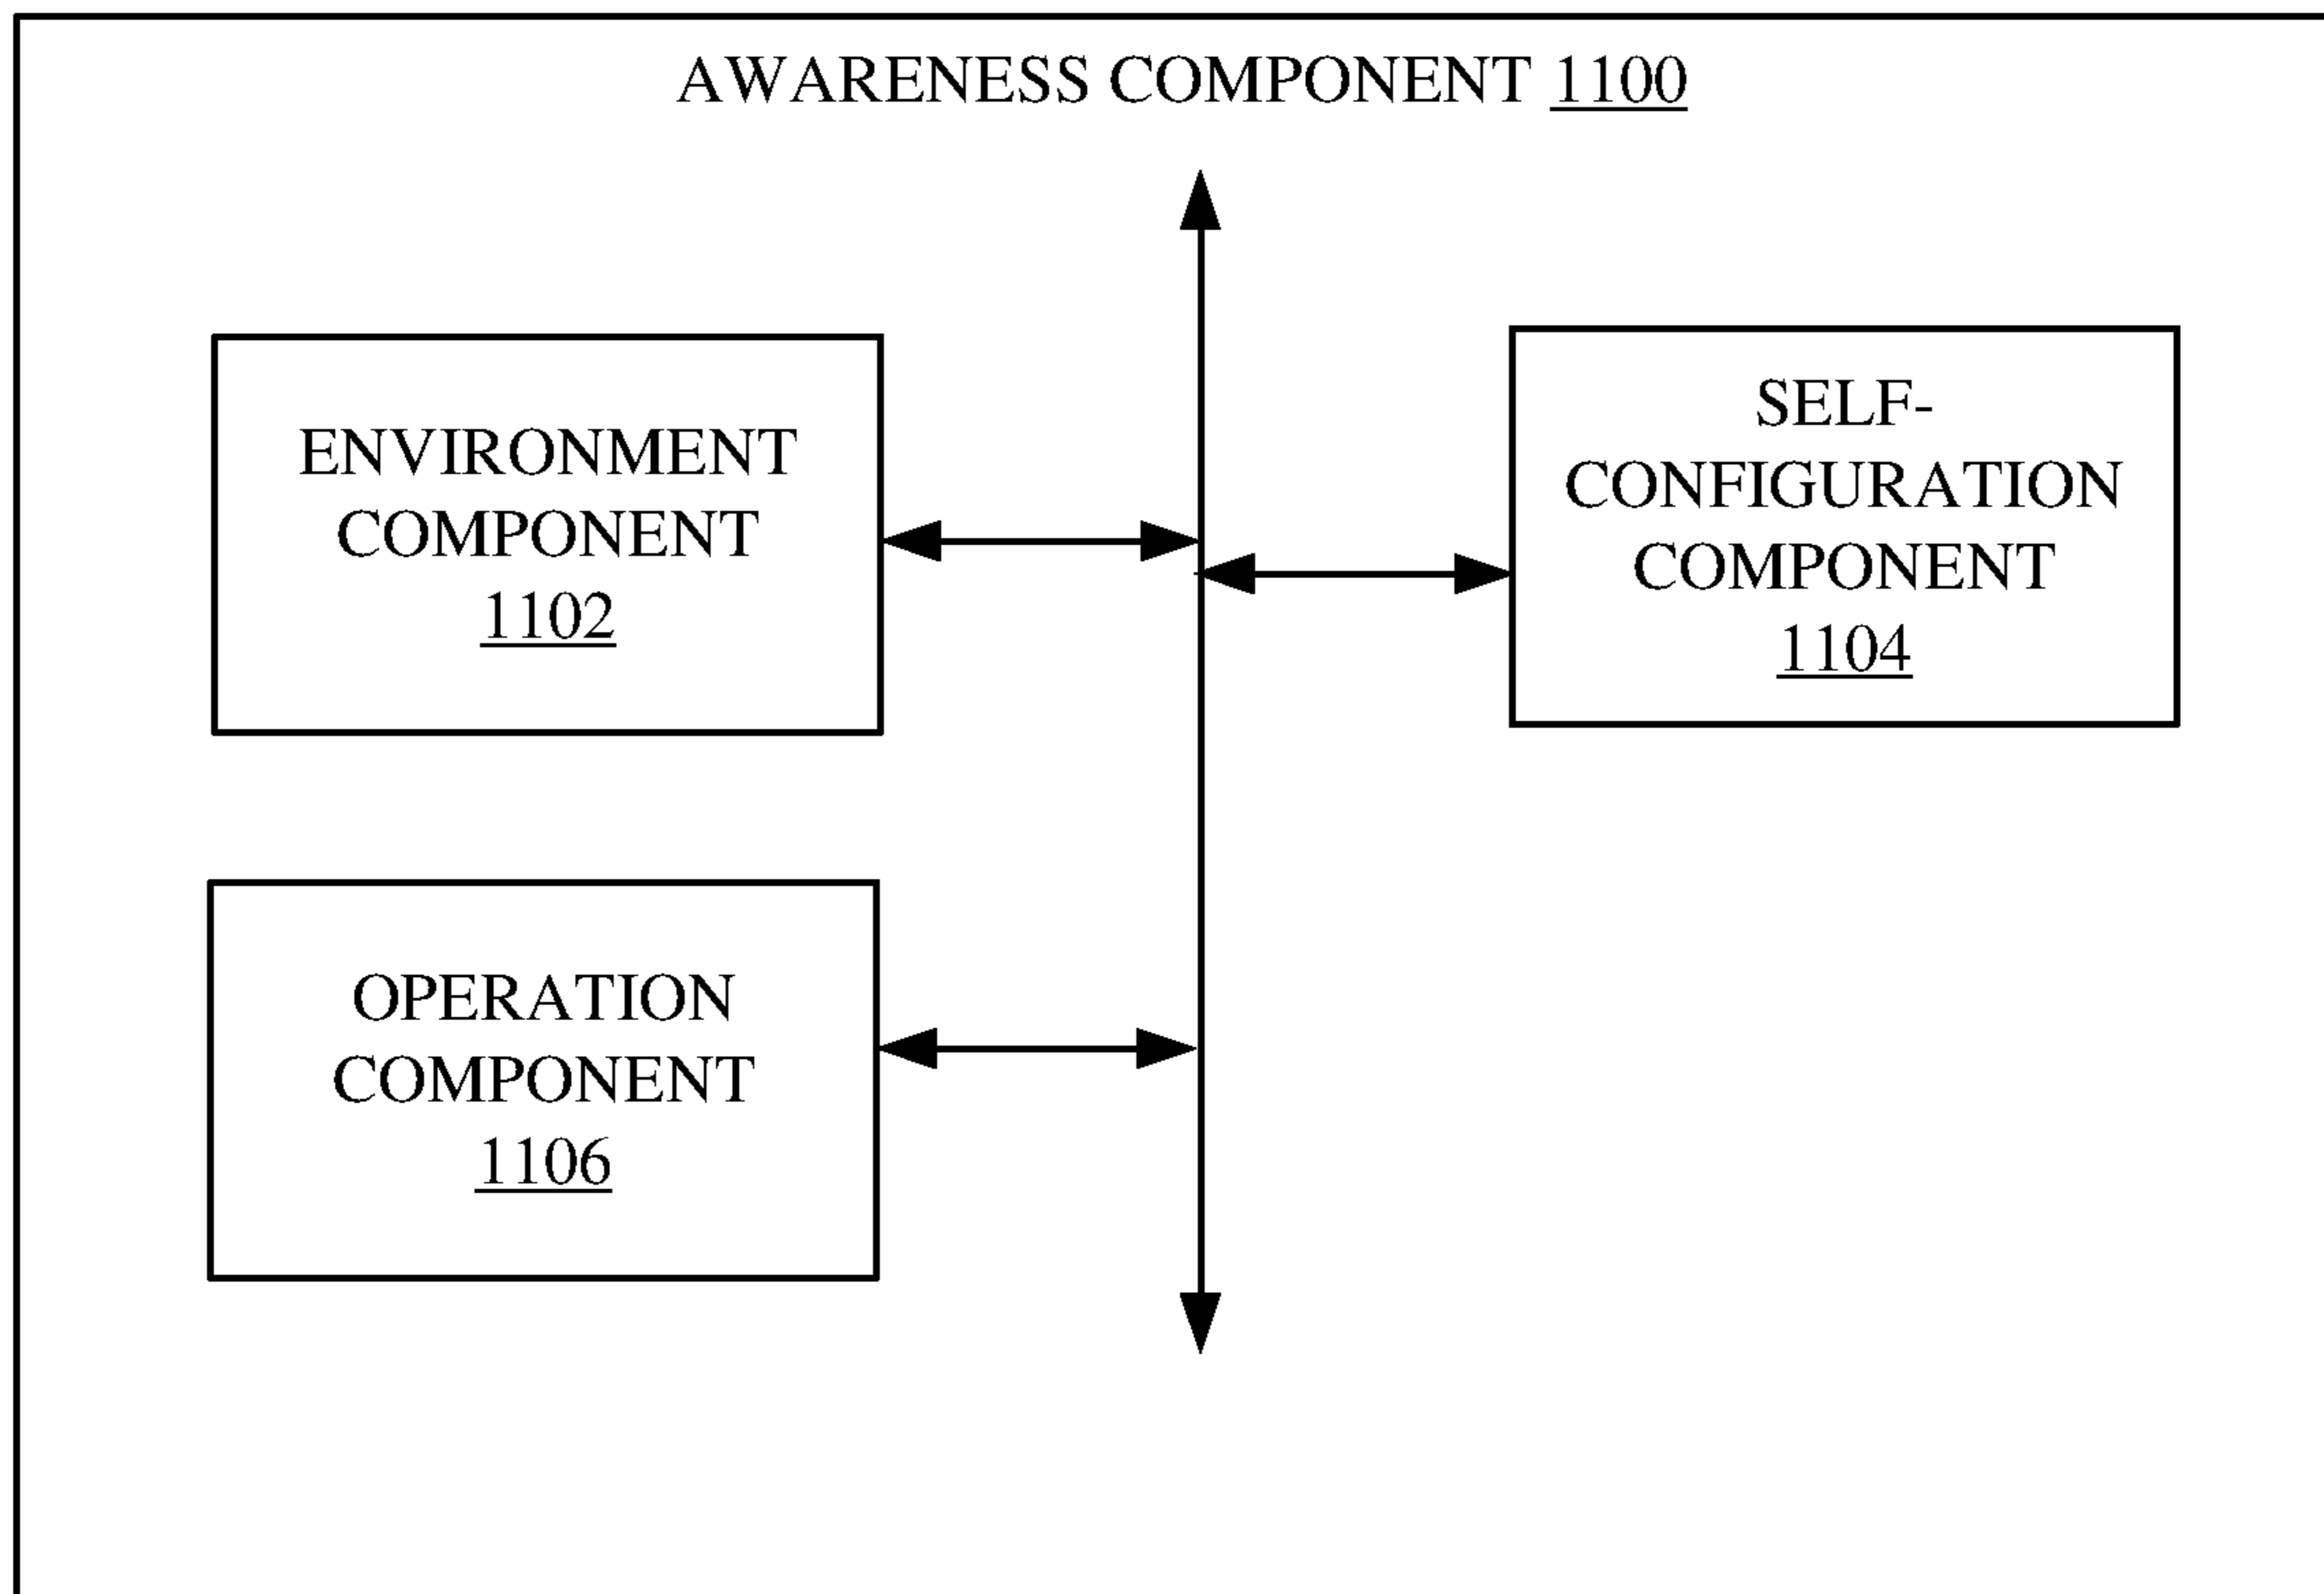 AWARENESS COMPONENT 1100
ENVIRONMENT
COMPONENT
1102
SELF-
CONFIGURATION
COMPONENT
1104
OPERATION
COMPONENT
1106